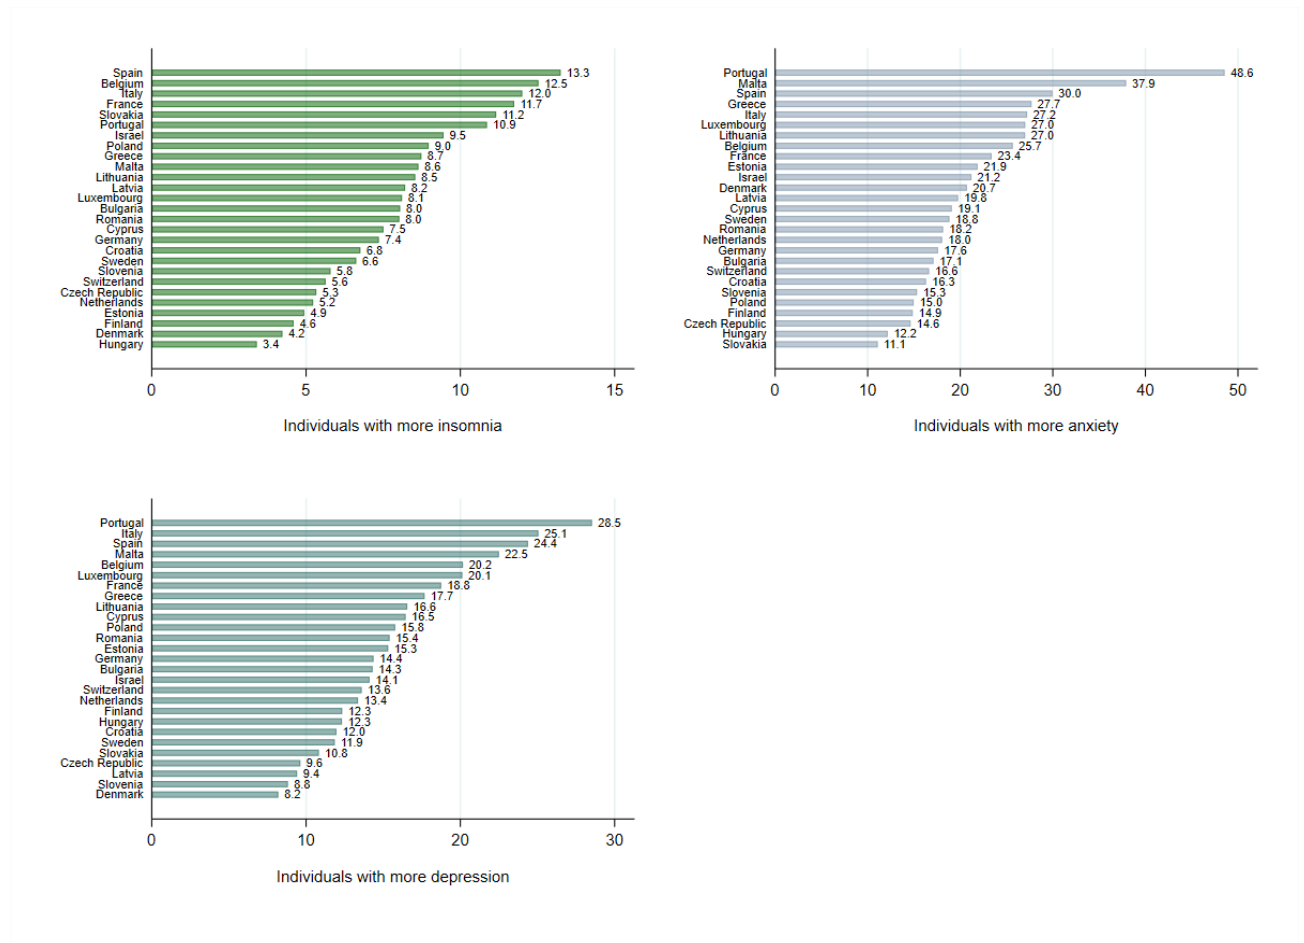 Spain 13.3
Belgium 12.5
Italy 12.0
France 11.7
Slovakia 11.2
Portugal 10.9
Israel 9.5
Poland 9.0
Greece 8.7
Malta 8.6
Lithuania 8.5
Latvia 8.2
Luxembourg 8.1
Bulgaria 8.0
Romania 8.0
Cyprus 7.5
Germany 7.4
Croatia 6.8
Sweden 6.6
Slovenia 5.8
Switzerland 5.6
Czech Republic 5.3
Netherlands 5.2
Estonia 4.9
Finland 4.6
Denmark 4.2
Hungary 3.4
0 5 10 15
Individuals with more insomnia
Portugal 48.6
Malta 37.9
Spain 30.0
Greece 27.7
Italy 27.2
Luxembourg 27.0
Lithuania 27.0
Belgium 25.7
France 23.4
Estonia 21.9
Israel 21.2
Denmark 20.7
Latvia 19.8
Cyprus 19.1
Sweden 18.8
Romania 18.2
Netherlands 18.0
Germany 17.6
Bulgaria 17.1
Switzerland 16.6
Croatia 16.3
Slovenia 15.3
Poland 15.0
Finland 14.9
Czech Republic 14.6
Hungary 12.2
Slovakia 11.1
0 10 20 30 40 50
Individuals with more anxiety
Portugal 28.5
Italy 25.1
Spain 24.4
Malta 22.5
Belgium 20.2
Luxembourg 20.1
France 18.8
Greece 17.7
Lithuania 16.6
Cyprus 16.5
Poland 15.8
Romania 15.4
Estonia 15.3
Germany 14.4
Bulgaria 14.3
Israel 14.1
Switzerland 13.6
Netherlands 13.4
Finland 12.3
Hungary 12.3
Croatia 12.0
Sweden 11.9
Slovakia 10.8
Czech Republic 9.6
Latvia 9.4
Slovenia 8.8
Denmark 8.2
0 10 20 30
Individuals with more depression